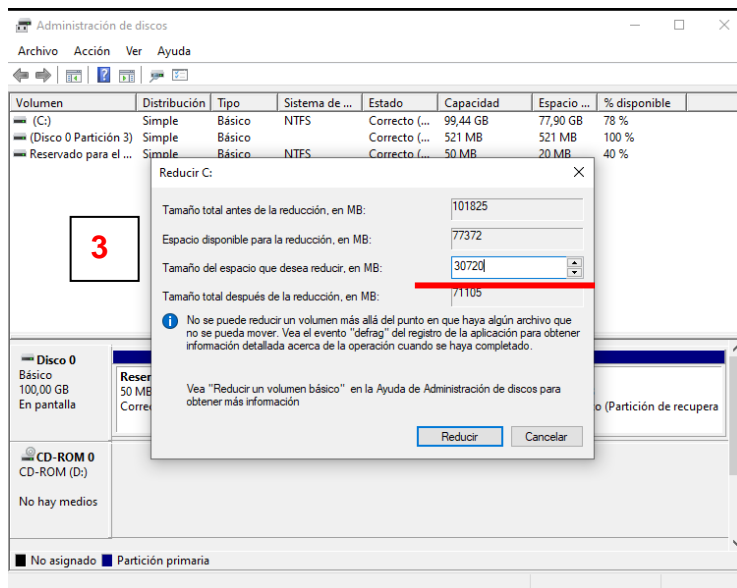 Administración de discos
Archivo Acción Ver Ayuda
Volumen Distribución Tipo Sistema de ... Estado Capacidad Espacio ... % disponible
(C:) Simple Básico NTFS Correcto (... 99,44 GB 77,90 GB 78 %
(Disco 0 Partición 3) Simple Básico Correcto (... 521 MB 521 MB 100 %
Reservado para el ... Simple Básico NTFS Correcto (... 50 MB 20 MB 40 %
3
Reducir C:
Tamaño total antes de la reducción, en MB: 101825
Espacio disponible para la reducción, en MB: 77372
Tamaño del espacio que desea reducir, en MB: 30720
Tamaño total después de la reducción, en MB: 71105
No se puede reducir un volumen más allá del punto en que haya algún archivo que
no se pueda mover. Vea el evento "defrag" del registro de la aplicación para obtener
información detallada acerca de la operación cuando se haya completado.
Vea "Reducir un volumen básico" en la Ayuda de Administración de discos para
obtener más información
Reducir Cancelar
Disco 0
Básico
100,00 GB
En pantalla
Reser
50 MB
Corre
o (Partición de recupera
CD-ROM 0
CD-ROM (D:)
No hay medios
No asignado Partición primaria